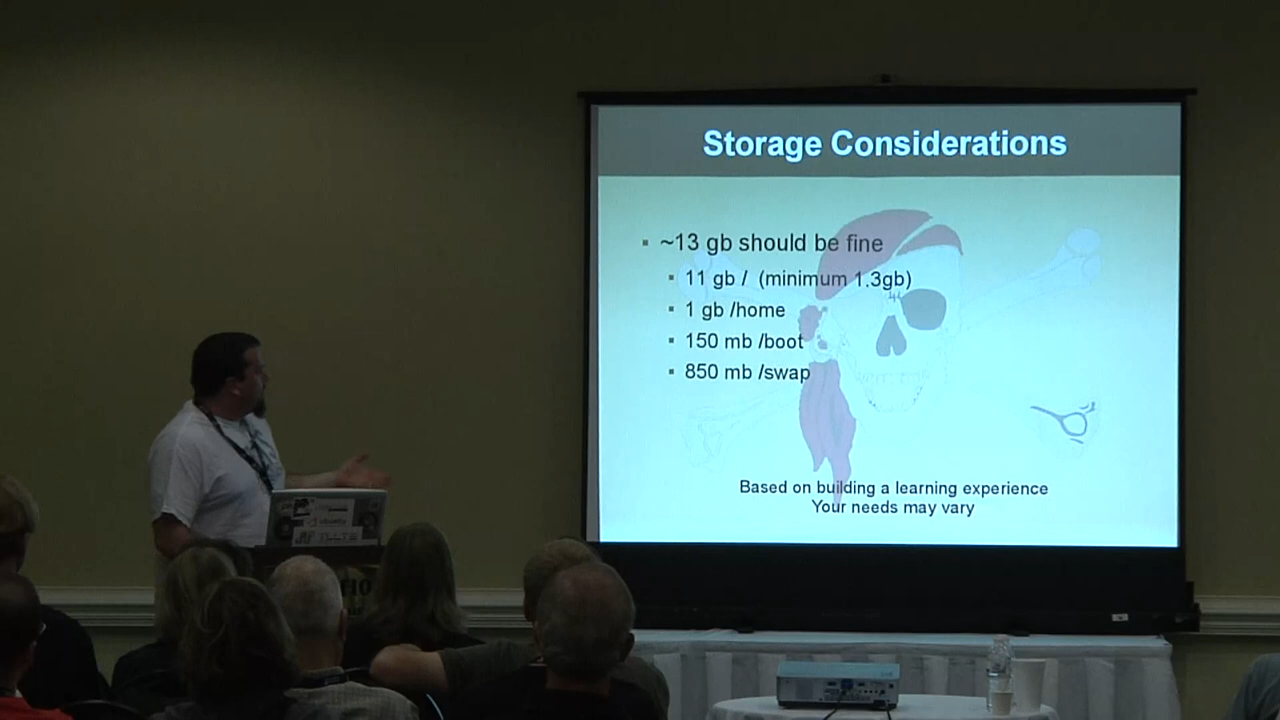 Storage Considerations
~13 gb should be fine
11 gb / (minimum 1.3gb)
1 gb /home
150 mb /boot
850 mb /swap
Based on building a learning experience
Your needs may vary